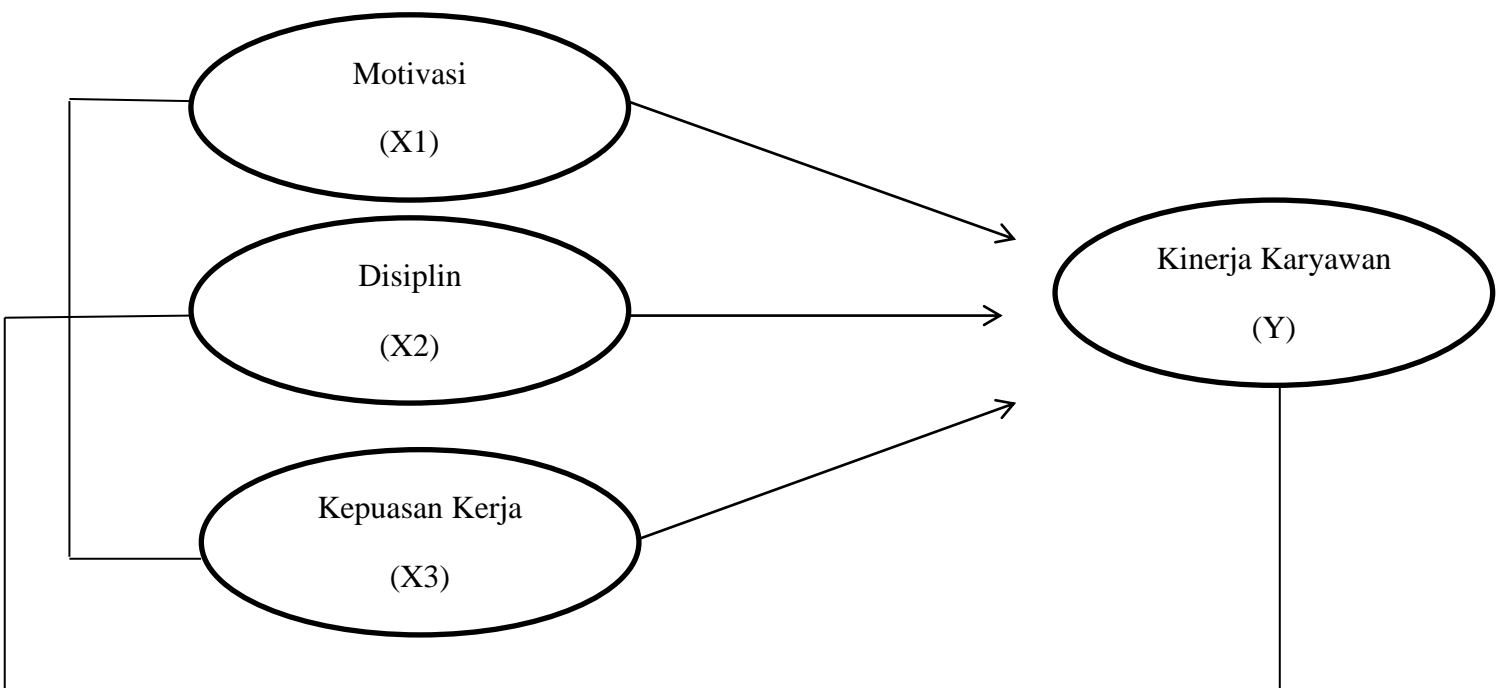 Motivasi
(X1)
Disiplin
(X2)
Kepuasan Kerja
(X3)
Kinerja Karyawan
(Y)